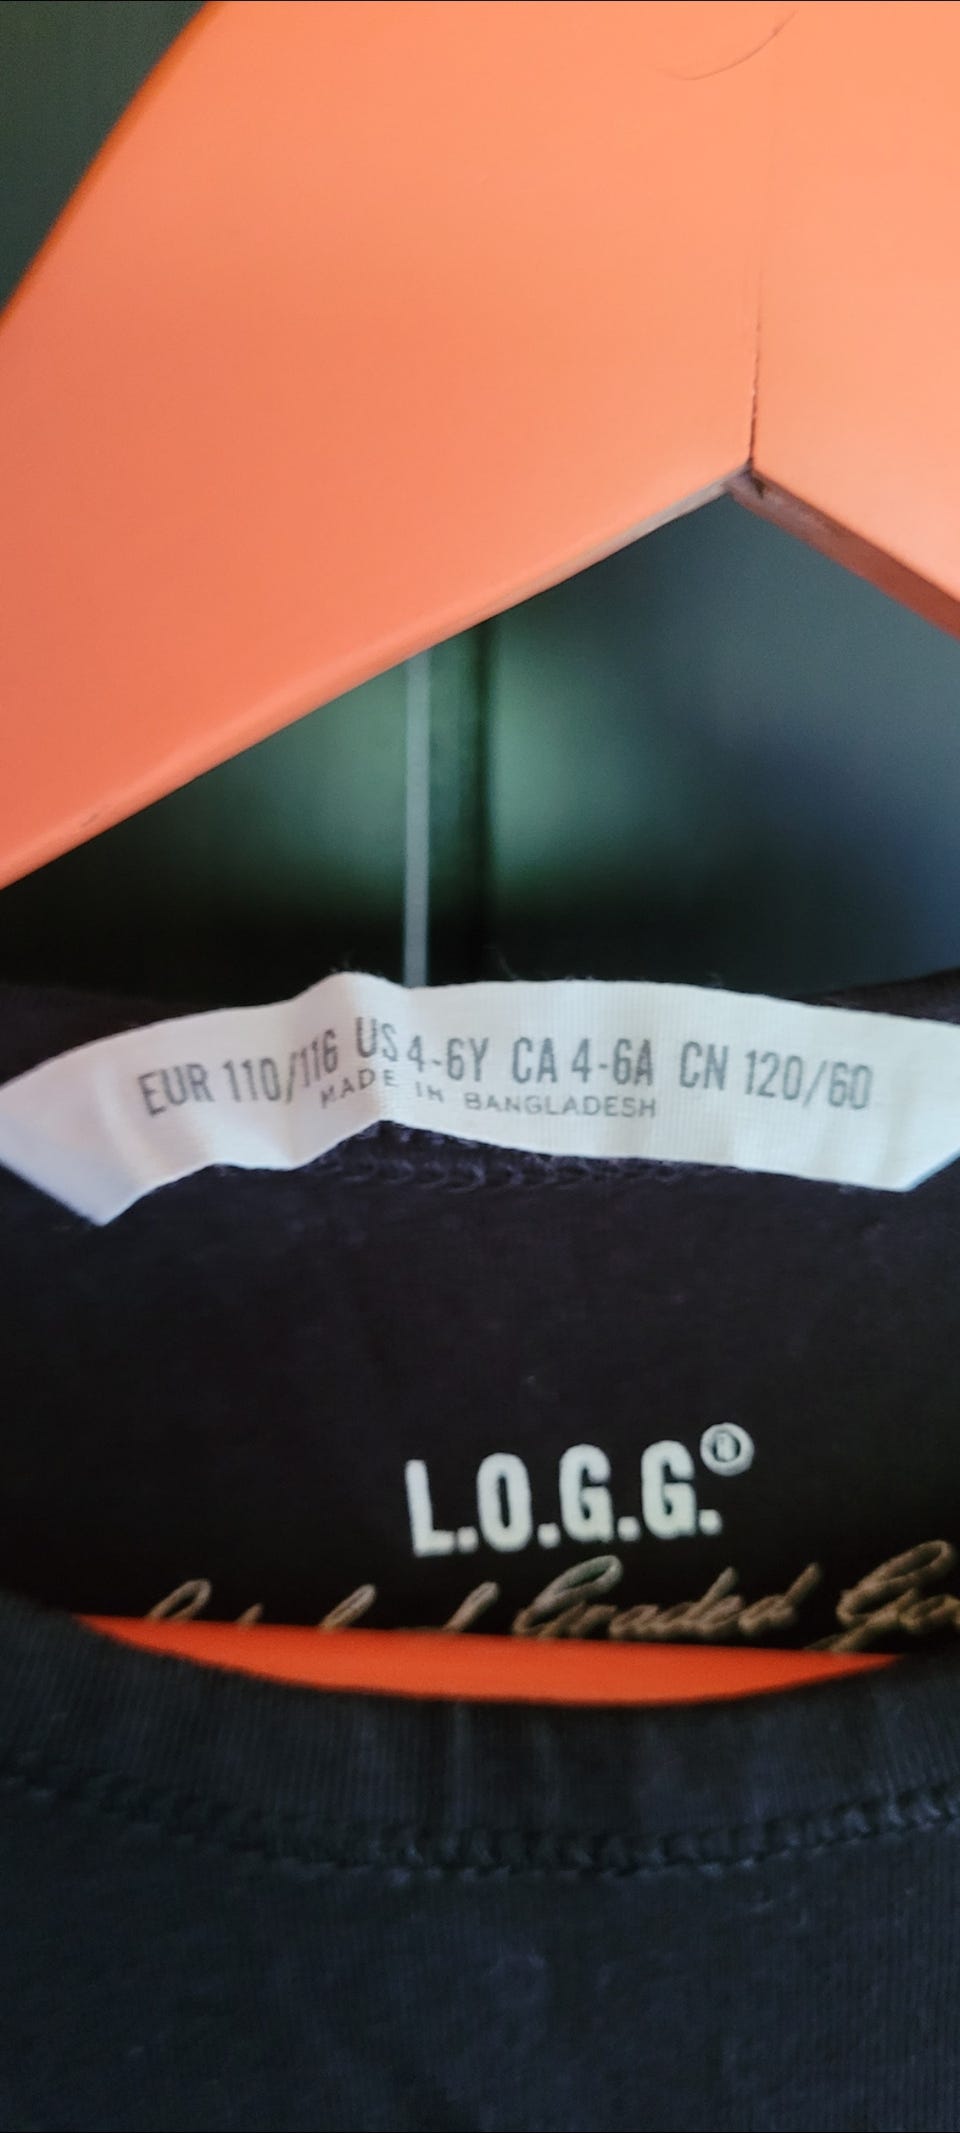 EUR 110/116 US 4-6Y CA 4-6A CN 120/60
MADE IN BANGLADESH
L.O.G.G.®
Graded